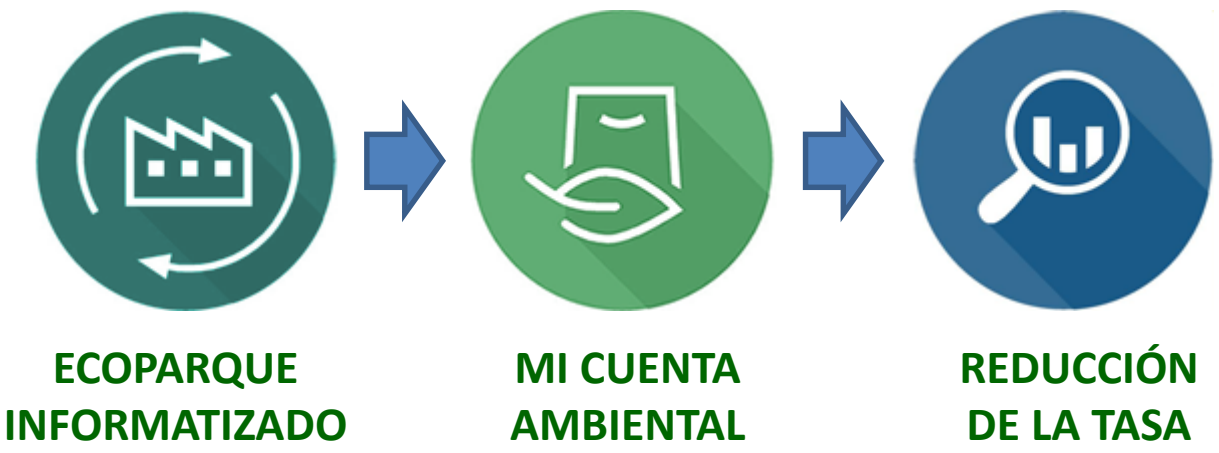 ECOPARQUE
INFORMATIZADO
MI CUENTA
AMBIENTAL
REDUCCIÓN
DE LA TASA